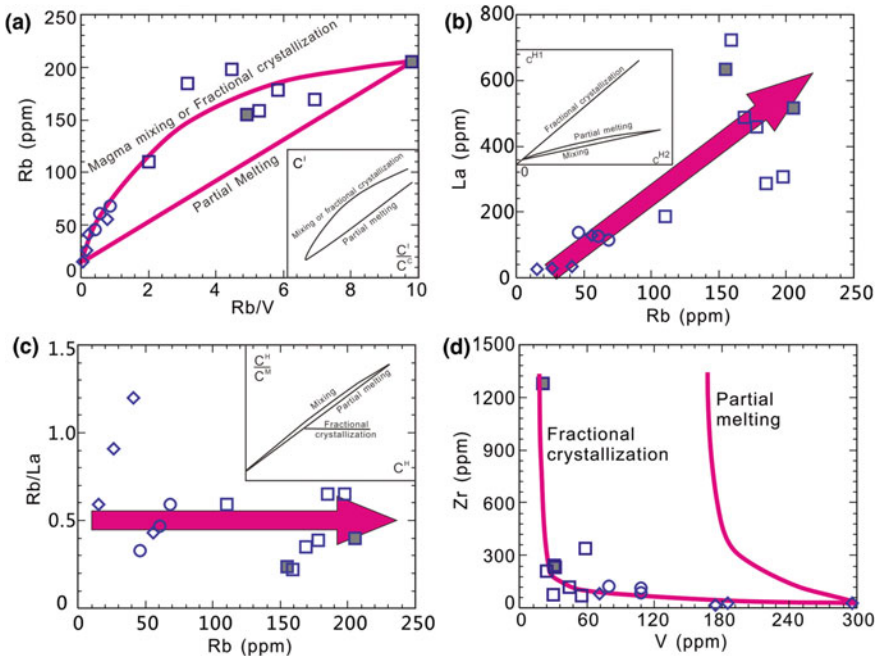 (a)
250
200
150
100
50
0
Rb (ppm)
Magma mixing or Fractional crystallization
Partial Melting
C^I
Mixing or fractional crystallization
Partial melting
C^I
C^C
0 2 4 6 8 10
Rb/V
(b)
800
600
400
200
0
La (ppm)
C^H1
Fractional crystallization
Partial melting
Mixing
C^H2
0
0 50 100 150 200 250
Rb (ppm)
(c)
1.5
1.0
0.5
0
Rb/La
C^H
C^M
Mixing
Partial melting
Fractional
crystallization
C^H
0 50 100 150 200 250
Rb (ppm)
(d)
1500
1200
900
600
300
0
Zr (ppm)
Fractional
crystallization
Partial
melting
0 60 120 180 240 300
V (ppm)